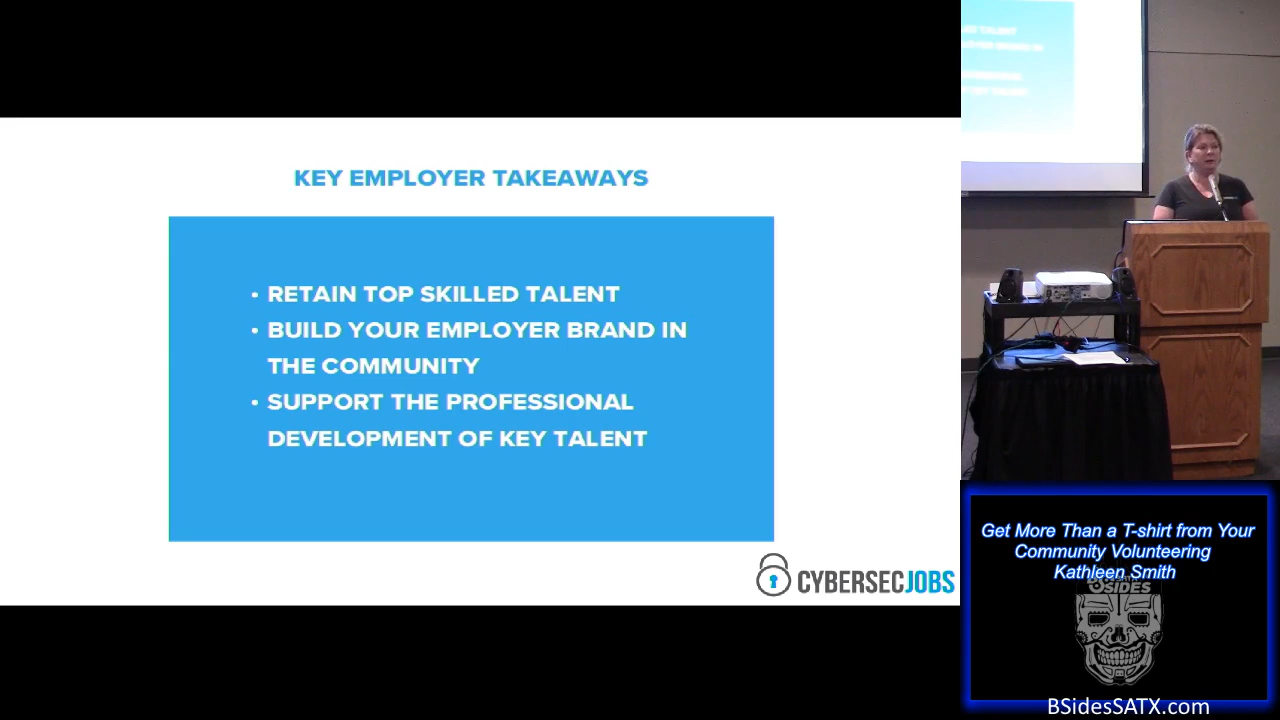 KEY EMPLOYER TAKEAWAYS
• RETAIN TOP SKILLED TALENT
• BUILD YOUR EMPLOYER BRAND IN
THE COMMUNITY
• SUPPORT THE PROFESSIONAL
DEVELOPMENT OF KEY TALENT
CYBERSECJOBS
Get More Than a T-shirt from Your
Community Volunteering
Kathleen Smith
BSIDES
BSidesSATX.com